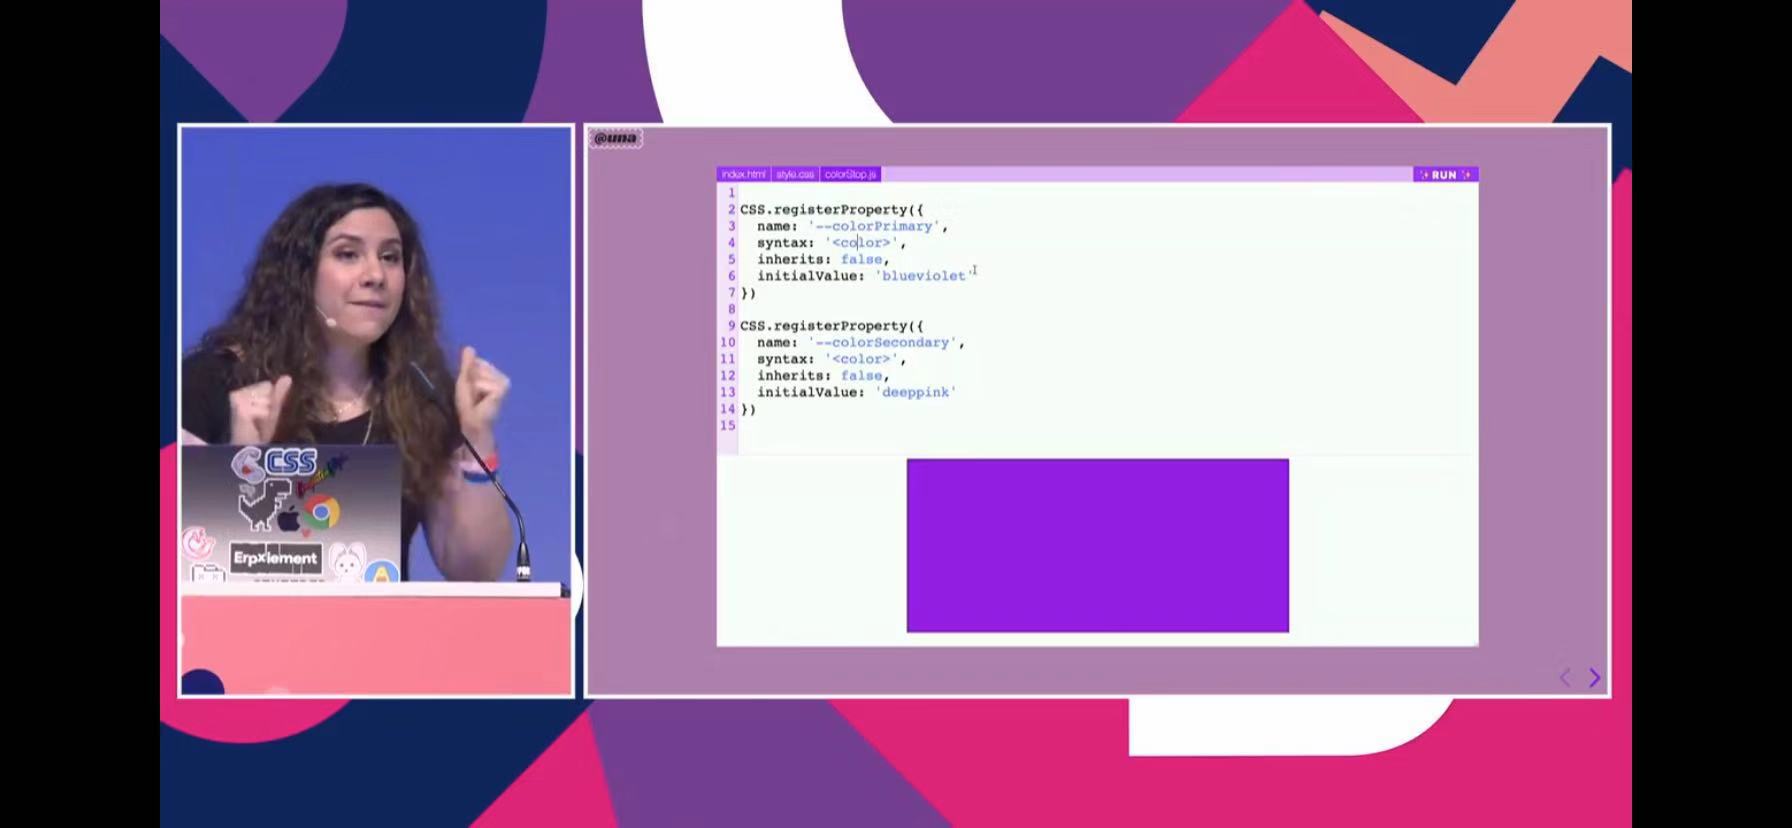 @una
index.html style.css colorStop.js RUN
1
2 CSS.registerProperty({
3 name: '--colorPrimary',
4 syntax: '<color>',
5 inherits: false,
6 initialValue: 'blueviolet'
7 })
8
9 CSS.registerProperty({
10 name: '--colorSecondary',
11 syntax: '<color>',
12 inherits: false,
13 initialValue: 'deeppink'
14 })
15
CSS
Erpxlement